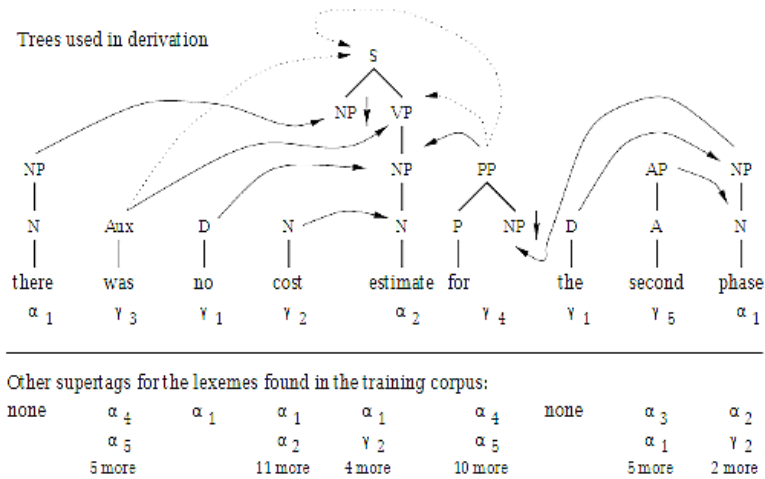 Trees used in derivation
S
NP VP
NP NP PP AP NP
N Aux D N N P NP D A N
there was no cost estimate for the second phase
α 1 γ 3 γ 1 γ 2 α 2 γ 4 γ 1 γ 5 α 1
Other supertags for the lexemes found in the training corpus:
none α 4 α 1 α 1 α 1 α 4 none α 3 α 2
α 5 α 2 γ 2 α 5 α 1 γ 2
5 more 11 more 4 more 10 more 5 more 2 more